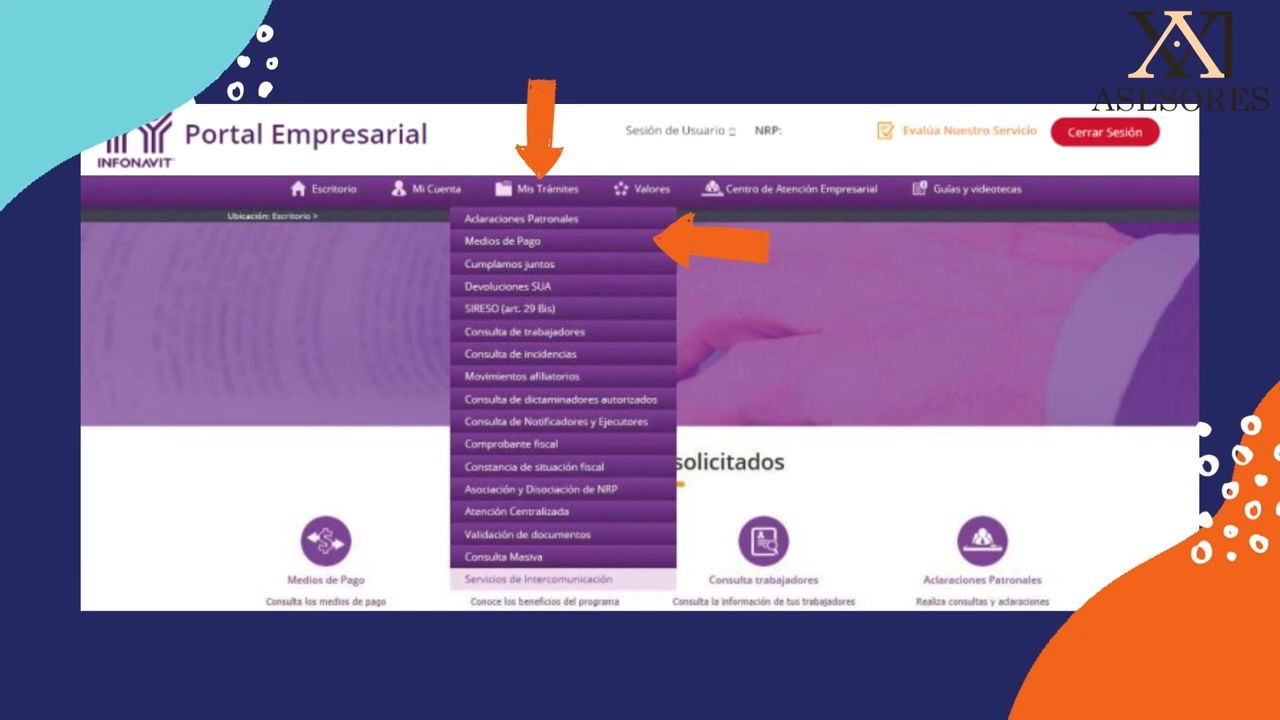 ASESORES
INFONAVIT
Portal Empresarial
Sesión de Usuario
NRP:
Evalúa Nuestro Servicio
Cerrar Sesión
Escritorio
Mi Cuenta
Mis Trámites
Valores
Centro de Atención Empresarial
Guías y videotecas
Ubicación: Escritorio >
Aclaraciones Patronales
Medios de Pago
Cumplamos juntos
Devoluciones SUA
SIRESO (art. 29 Bis)
Consulta de trabajadores
Consulta de incidencias
Movimientos afiliatorios
Consulta de dictaminadores autorizados
Consulta de Notificadores y Ejecutores
Comprobante fiscal
Constancia de situación fiscal
Asociación y Disociación de NRP
Atención Centralizada
Validación de documentos
Consulta Masiva
Servicios de Intercomunicación
solicitados
Medios de Pago
Consulta trabajadores
Aclaraciones Patronales
Consulta los medios de pago
Conoce los beneficios del programa
Consulta la información de tus trabajadores
Realiza consultas y aclaraciones